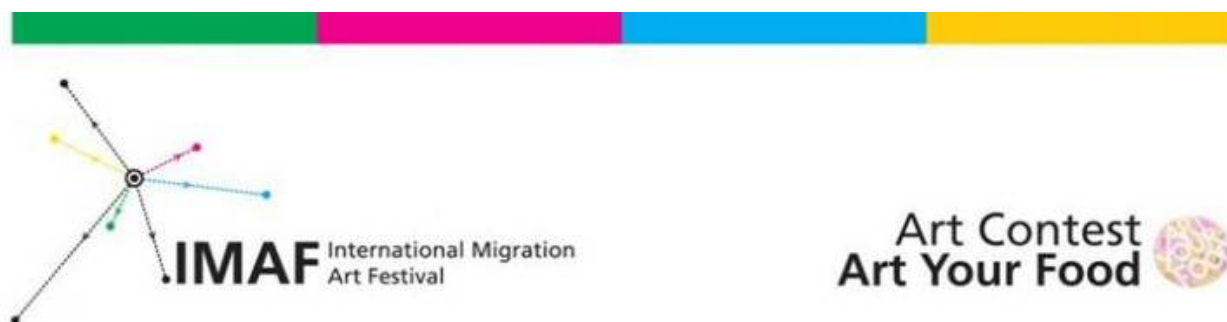 IMAF International Migration
Art Festival
Art Contest
Art Your Food